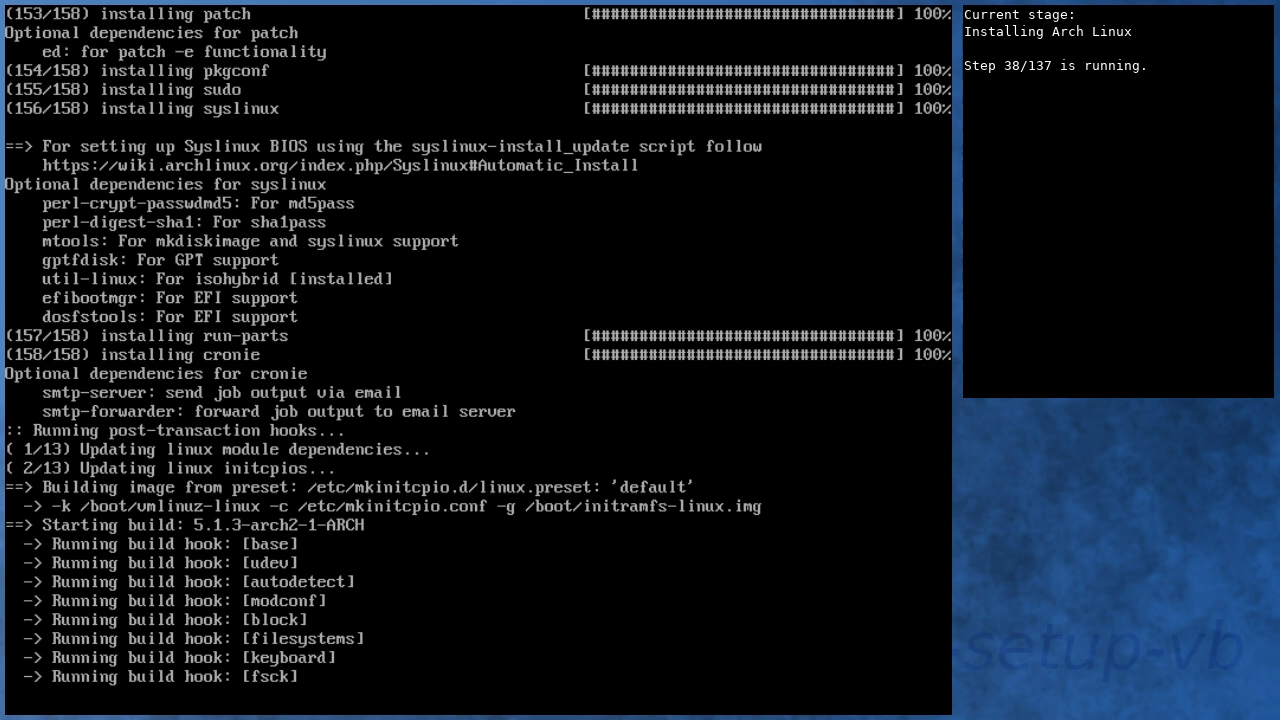 (153/158) installing patch [################################] 100%
Optional dependencies for patch
    ed: for patch -e functionality
(154/158) installing pkgconf [################################] 100%
(155/158) installing sudo [################################] 100%
(156/158) installing syslinux [################################] 100%

==> For setting up Syslinux BIOS using the syslinux-install_update script follow
    https://wiki.archlinux.org/index.php/Syslinux#Automatic_Install
Optional dependencies for syslinux
    perl-crypt-passwdmd5: For md5pass
    perl-digest-sha1: For sha1pass
    mtools: For mkdiskimage and syslinux support
    gptfdisk: For GPT support
    util-linux: For isohybrid [installed]
    efibootmgr: For EFI support
    dosfstools: For EFI support
(157/158) installing run-parts [################################] 100%
(158/158) installing cronie [################################] 100%
Optional dependencies for cronie
    smtp-server: send job output via email
    smtp-forwarder: forward job output to email server
:: Running post-transaction hooks...
( 1/13) Updating linux module dependencies...
( 2/13) Updating linux initcpios...
==> Building image from preset: /etc/mkinitcpio.d/linux.preset: 'default'
  -> -k /boot/vmlinuz-linux -c /etc/mkinitcpio.conf -g /boot/initramfs-linux.img
==> Starting build: 5.1.3-arch2-1-ARCH
  -> Running build hook: [base]
  -> Running build hook: [udev]
  -> Running build hook: [autodetect]
  -> Running build hook: [modconf]
  -> Running build hook: [block]
  -> Running build hook: [filesystems]
  -> Running build hook: [keyboard]
  -> Running build hook: [fsck]
Current stage:
Installing Arch Linux

Step 38/137 is running.
-setup-vb